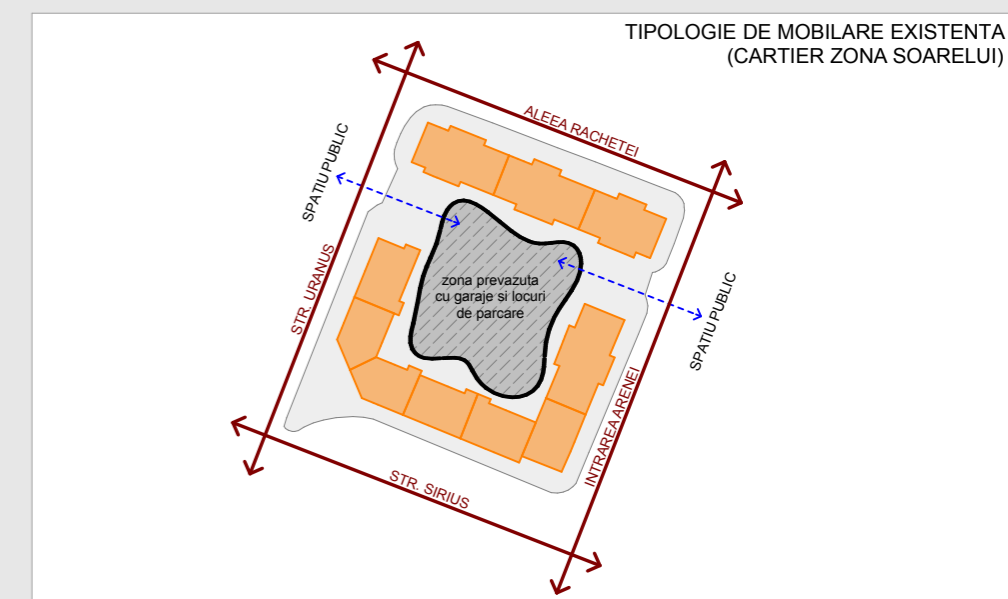 TIPOLOGIE DE MOBILARE EXISTENTA
(CARTIER ZONA SOARELUI)
ALEEA RACHETEI
SPATIU PUBLIC
STR. URANUS
zona prevazuta
cu garaje si locuri
de parcare
SPATIU PUBLIC
INTRAREA ARENEI
STR. SIRIUS